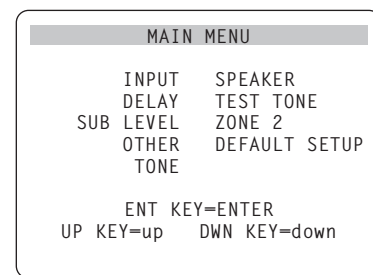 MAIN MENU
INPUT SPEAKER
DELAY TEST TONE
SUB LEVEL ZONE 2
OTHER DEFAULT SETUP
TONE
ENT KEY=ENTER
UP KEY=up DWN KEY=down